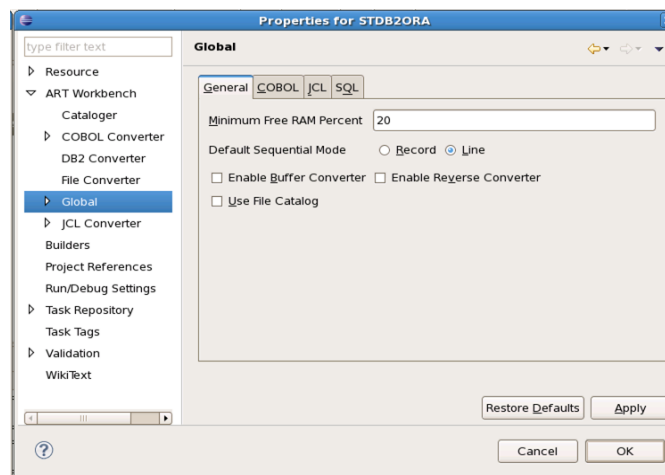 Properties for STDB2ORA
type filter text
Resource
ART Workbench
Cataloger
COBOL Converter
DB2 Converter
File Converter
Global
JCL Converter
Builders
Project References
Run/Debug Settings
Task Repository
Task Tags
Validation
WikiText
Global
General COBOL JCL SQL
Minimum Free RAM Percent 20
Default Sequential Mode Record Line
Enable Buffer Converter Enable Reverse Converter
Use File Catalog
Restore Defaults Apply
? Cancel OK